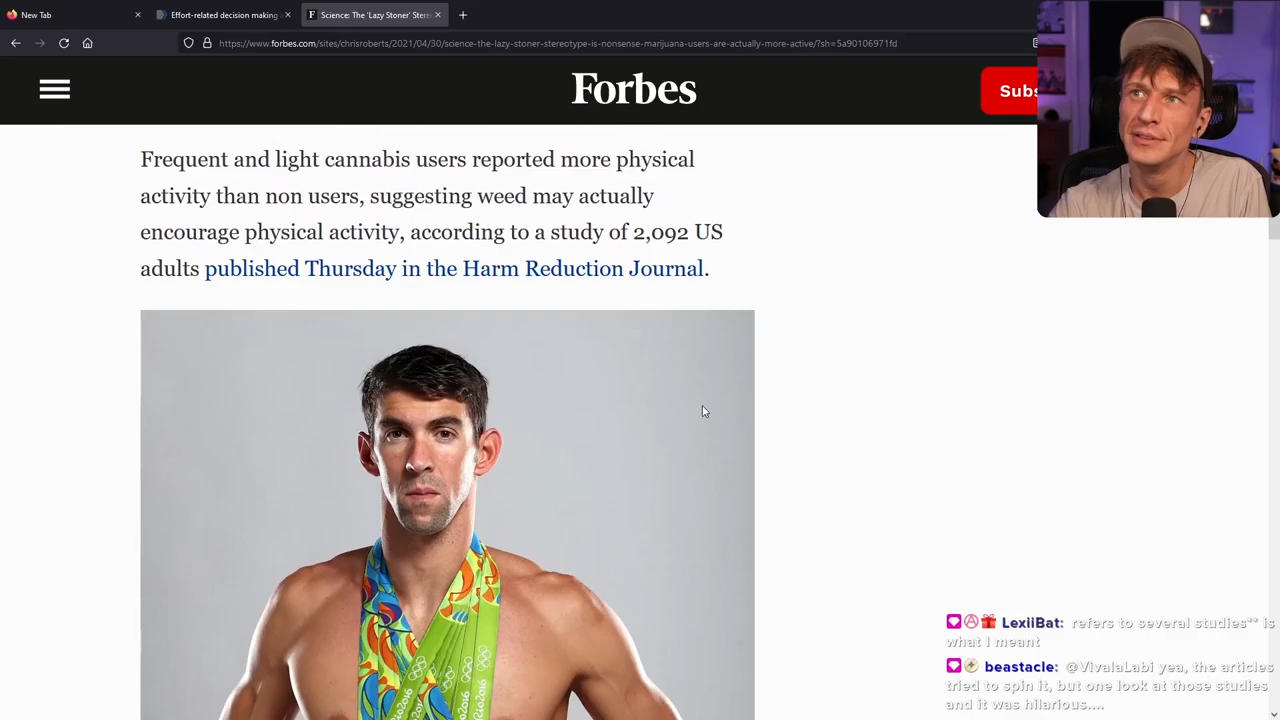 New Tab
Effort-related decision making
Science: The 'Lazy Stoner' Stere
https://www.forbes.com/sites/chrisroberts/2021/04/30/science-the-lazy-stoner-stereotype-is-nonsense-marijuana-users-are-actually-more-active/?sh=5a90106971fd
Forbes
Subs
Frequent and light cannabis users reported more physical
activity than non users, suggesting weed may actually
encourage physical activity, according to a study of 2,092 US
adults published Thursday in the Harm Reduction Journal.
LexiiBat: refers to several studies** is
what I meant
beastacle: @VivalaLabi yea, the articles
tried to spin it, but one look at those studies
and it was hilarious....